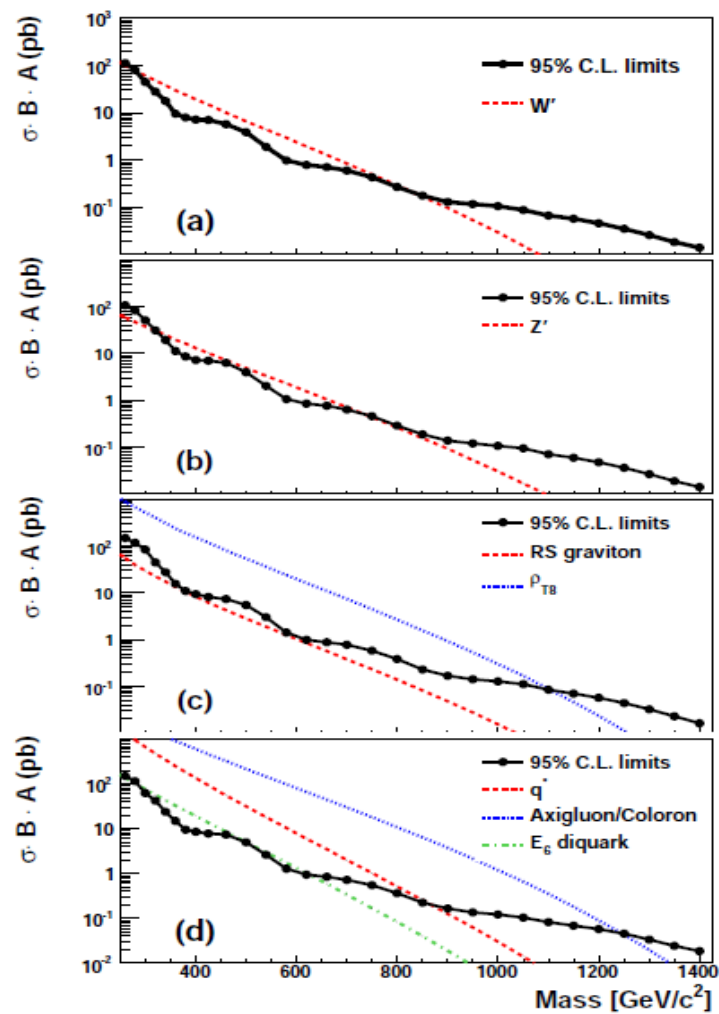 10³
10²
10
1
10⁻¹
σ· B · A (pb)
95% C.L. limits
W′
(a)
10²
10
1
10⁻¹
σ· B · A (pb)
95% C.L. limits
Z′
(b)
10²
10
1
10⁻¹
σ· B · A (pb)
95% C.L. limits
RS graviton
ρT8
(c)
10²
10
1
10⁻¹
10⁻²
σ· B · A (pb)
95% C.L. limits
q*
Axigluon/Coloron
E6 diquark
(d)
400 600 800 1000 1200 1400
Mass [GeV/c²]